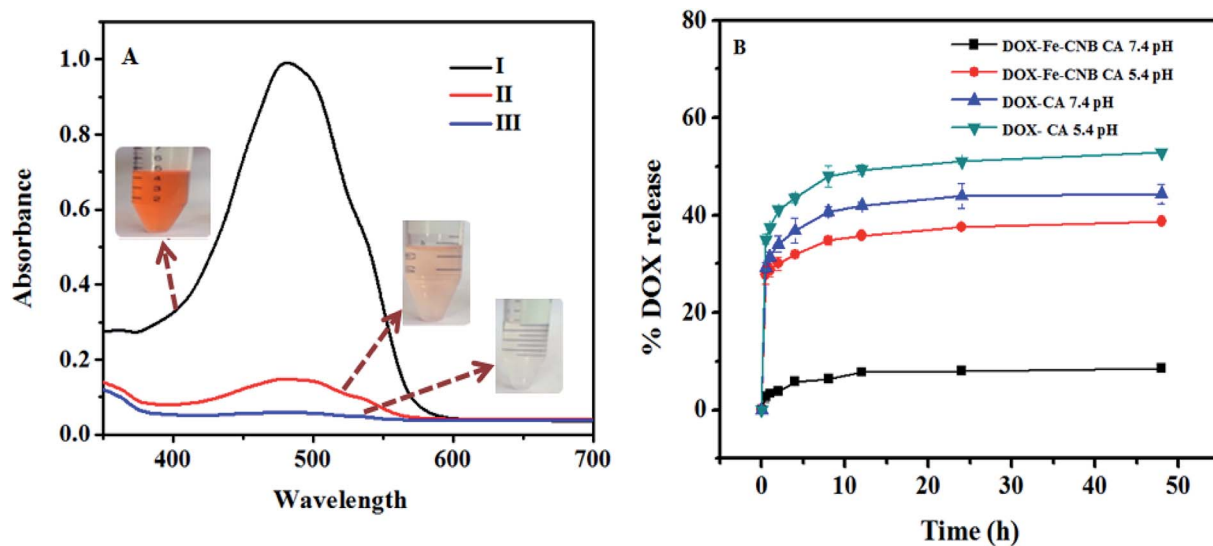 A
I
II
III
1.0
0.8
0.6
0.4
0.2
0.0
Absorbance
400
500
600
700
Wavelength
B
DOX-Fe-CNB CA 7.4 pH
DOX-Fe-CNB CA 5.4 pH
DOX-CA 7.4 pH
DOX- CA 5.4 pH
80
60
40
20
0
% DOX release
0
10
20
30
40
50
Time (h)